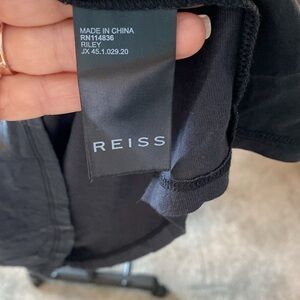 MADE IN CHINA
RN114836
RILEY
JX 45.1.029.20
REISS